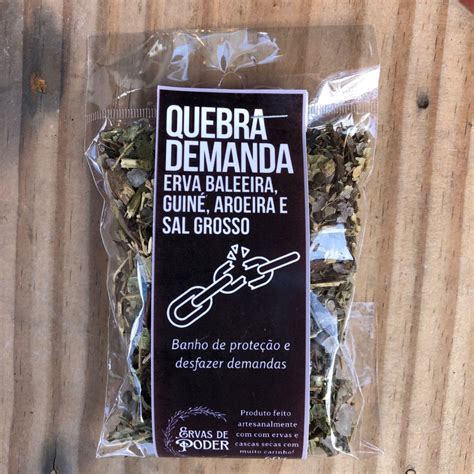 QUEBRA
DEMANDA
ERVA BALEEIRA,
GUINÉ, AROEIRA E
SAL GROSSO
Banho de proteção e
desfazer demandas
ERVAS DE
PODER
Produto feito
artesanalmente
com com ervas e
cascas secas com
muito carinho!